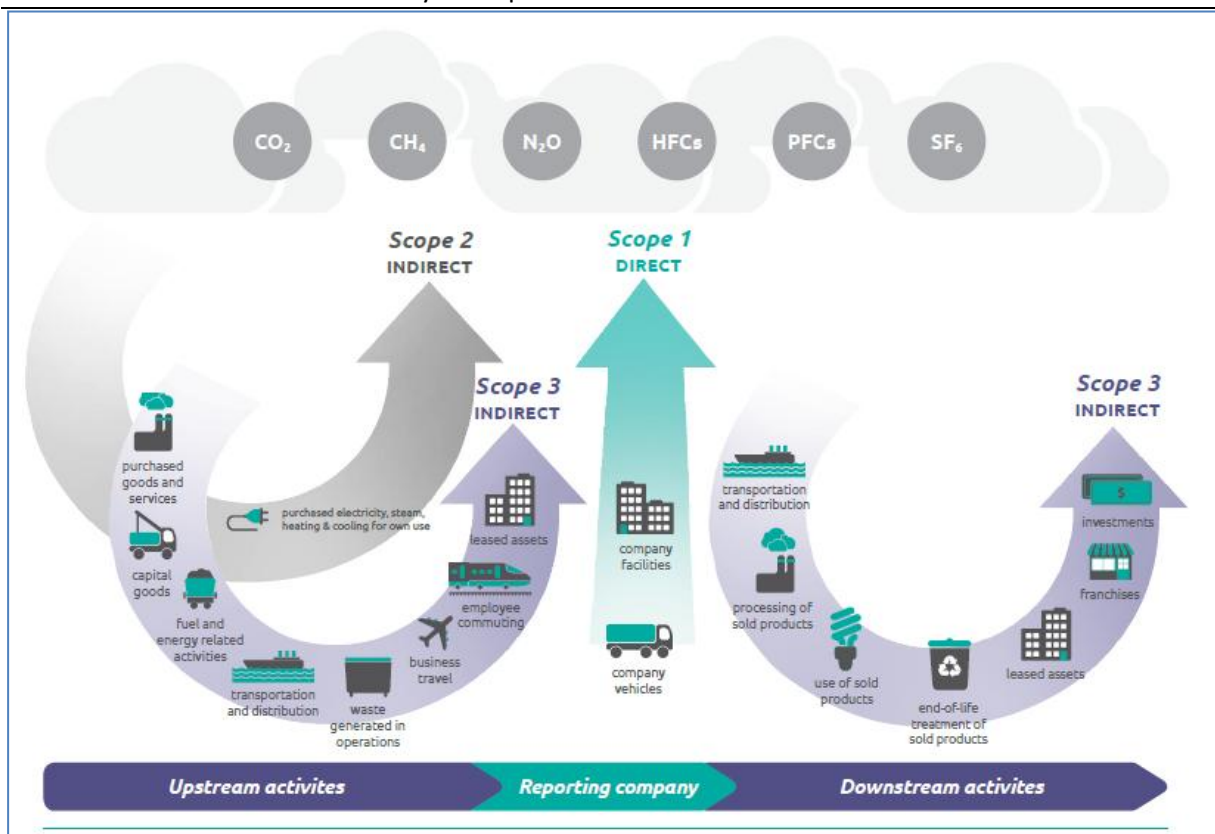 CO₂
CH₄
N₂O
HFCs
PFCs
SF₆
Scope 2
INDIRECT
Scope 1
DIRECT
Scope 3
INDIRECT
Scope 3
INDIRECT
purchased
goods and
services
capital
goods
fuel and
energy related
activities
transportation
and distribution
waste
generated in
operations
business
travel
employee
commuting
leased assets
purchased electricity, steam,
heating & cooling for own use
company
facilities
company
vehicles
transportation
and distribution
processing of
sold products
use of sold
products
end-of-life
treatment of
sold products
leased assets
franchises
$
investments
Upstream activites
Reporting company
Downstream activites